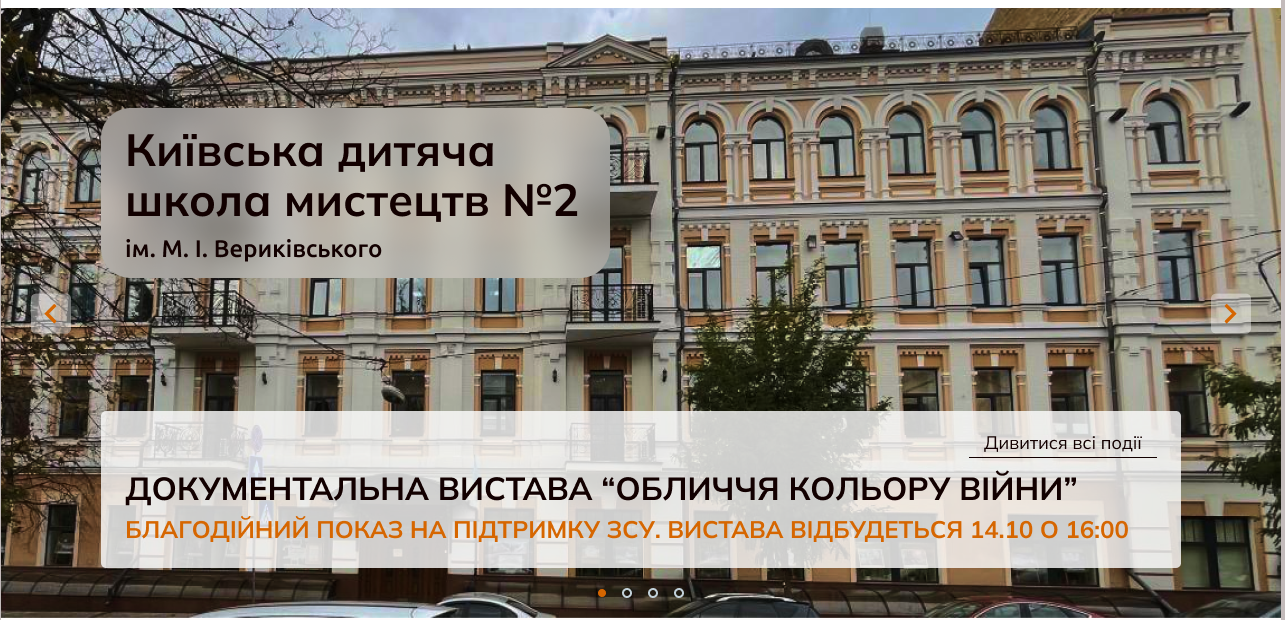 Київська дитяча
школа мистецтв №2
ім. М. І. Вериківського
Дивитися всі події
ДОКУМЕНТАЛЬНА ВИСТАВА “ОБЛИЧЧЯ КОЛЬОРУ ВІЙНИ”
БЛАГОДІЙНИЙ ПОКАЗ НА ПІДТРИМКУ ЗСУ. ВИСТАВА ВІДБУДЕТЬСЯ 14.10 О 16:00